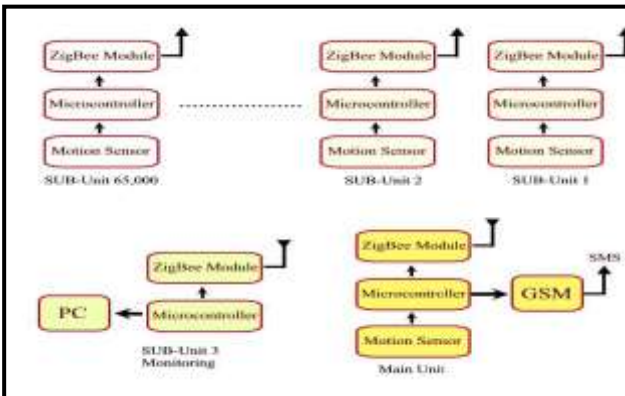 ZigBee Module
Microcontroller
Motion Sensor
SUB-Unit 65,000
ZigBee Module
Microcontroller
Motion Sensor
SUB-Unit 2
ZigBee Module
Microcontroller
Motion Sensor
SUB-Unit 1
ZigBee Module
PC
Microcontroller
SUB-Unit 3
Monitoring
ZigBee Module
Microcontroller
Motion Sensor
Main Unit
GSM
SMS